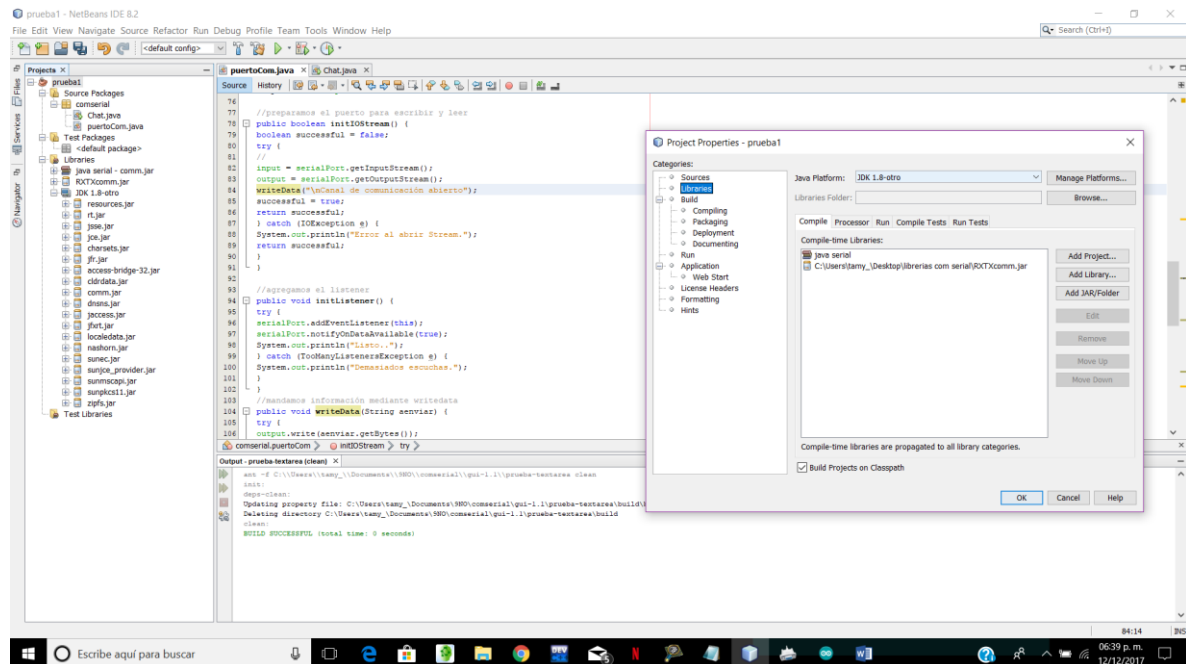 prueba1 - NetBeans IDE 8.2
File Edit View Navigate Source Refactor Run Debug Profile Team Tools Window Help
Search (Ctrl+I)
<default config>
Projects
Files
Services
Navigator
prueba1
Source Packages
comserial
Chat.java
puertoCom.java
Test Packages
<default package>
Libraries
java serial - comm.jar
RXTXcomm.jar
JDK 1.8-otro
resources.jar
rt.jar
jsse.jar
jce.jar
charsets.jar
jfr.jar
access-bridge-32.jar
cldrdata.jar
comm.jar
dnsns.jar
jaccess.jar
jfxrt.jar
localedata.jar
nashorn.jar
sunec.jar
sunjce_provider.jar
sunmscapi.jar
sunpkcs11.jar
zipfs.jar
Test Libraries
puertoCom.java Chat.java
Source History
76
77 //preparamos el puerto para escribir y leer
78 public boolean initIOStream() {
79 boolean successful = false;
80 try {
81 //
82 input = serialPort.getInputStream();
83 output = serialPort.getOutputStream();
84 writeData("\nCanal de comunicación abierto");
85 successful = true;
86 return successful;
87 } catch (IOException e) {
88 System.out.println("Error al abrir Stream.");
89 return successful;
90 }
91 }
92
93 //agregamos el listener
94 public void initListener() {
95 try {
96 serialPort.addEventListener(this);
97 serialPort.notifyOnDataAvailable(true);
98 System.out.println("Listo..");
99 } catch (TooManyListenersException e) {
100 System.out.println("Demasiados escuchas.");
101 }
102 }
103 //mandamos información mediante writedata
104 public void writeData(String aenviar) {
105 try {
106 output.write(aenviar.getBytes());
comserial.puertoCom initIOStream try
Output - prueba-textarea (clean)
ant -f C:\\Users\\tamy_\\Documents\\9NO\\comserial\\gui-1.1\\prueba-textarea clean
init:
deps-clean:
Updating property file: C:\Users\tamy_\Documents\9NO\comserial\gui-1.1\prueba-textarea\build\
Deleting directory C:\Users\tamy_\Documents\9NO\comserial\gui-1.1\prueba-textarea\build
clean:
BUILD SUCCESSFUL (total time: 0 seconds)
Project Properties - prueba1
Categories:
Sources
Libraries
Build
Compiling
Packaging
Deployment
Documenting
Run
Application
Web Start
License Headers
Formatting
Hints
Java Platform: JDK 1.8-otro Manage Platforms...
Libraries Folder: Browse...
Compile Processor Run Compile Tests Run Tests
Compile-time Libraries:
java serial
C:\Users\tamy_\Desktop\librerias com serial\RXTXcomm.jar
Add Project...
Add Library...
Add JAR/Folder
Edit
Remove
Move Up
Move Down
Compile-time libraries are propagated to all library categories.
Build Projects on Classpath
OK Cancel Help
84:14 INS
Escribe aquí para buscar
06:39 p. m.
12/12/2017